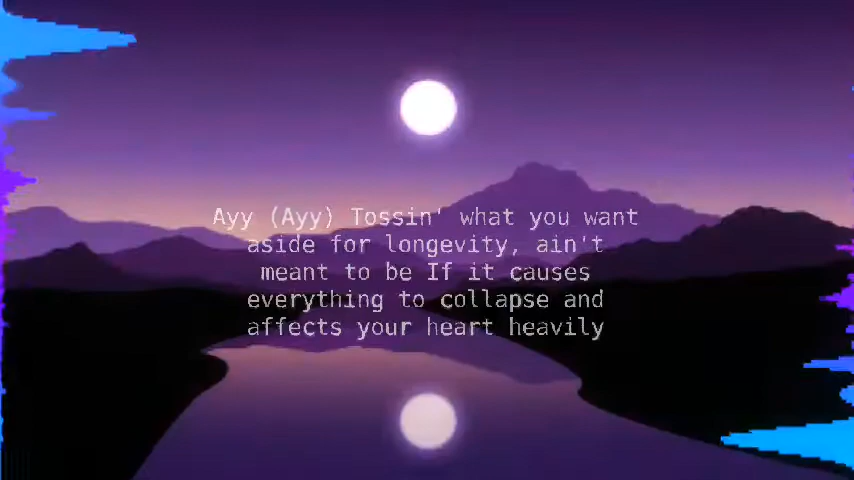 Ayy (Ayy) Tossin' what you want
aside for longevity, ain't
meant to be If it causes
everything to collapse and
affects your heart heavily